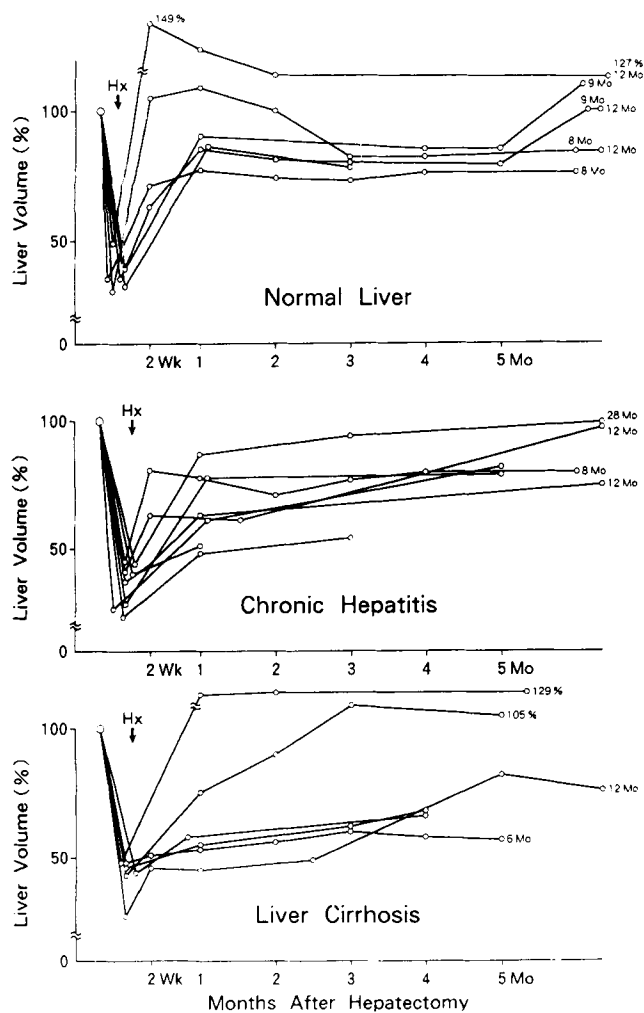 149%
127%
12 Mo
Hx
9 Mo
9 Mo
12 Mo
100
8 Mo
12 Mo
8 Mo
Liver Volume (%)
50
Normal Liver
0
2 Wk 1 2 3 4 5 Mo
Hx
28 Mo
12 Mo
100
8 Mo
12 Mo
Liver Volume (%)
50
Chronic Hepatitis
0
2 Wk 1 2 3 4 5 Mo
129%
Hx
105%
100
12 Mo
Liver Volume (%)
50
6 Mo
Liver Cirrhosis
0
2 Wk 1 2 3 4 5 Mo
Months After Hepatectomy